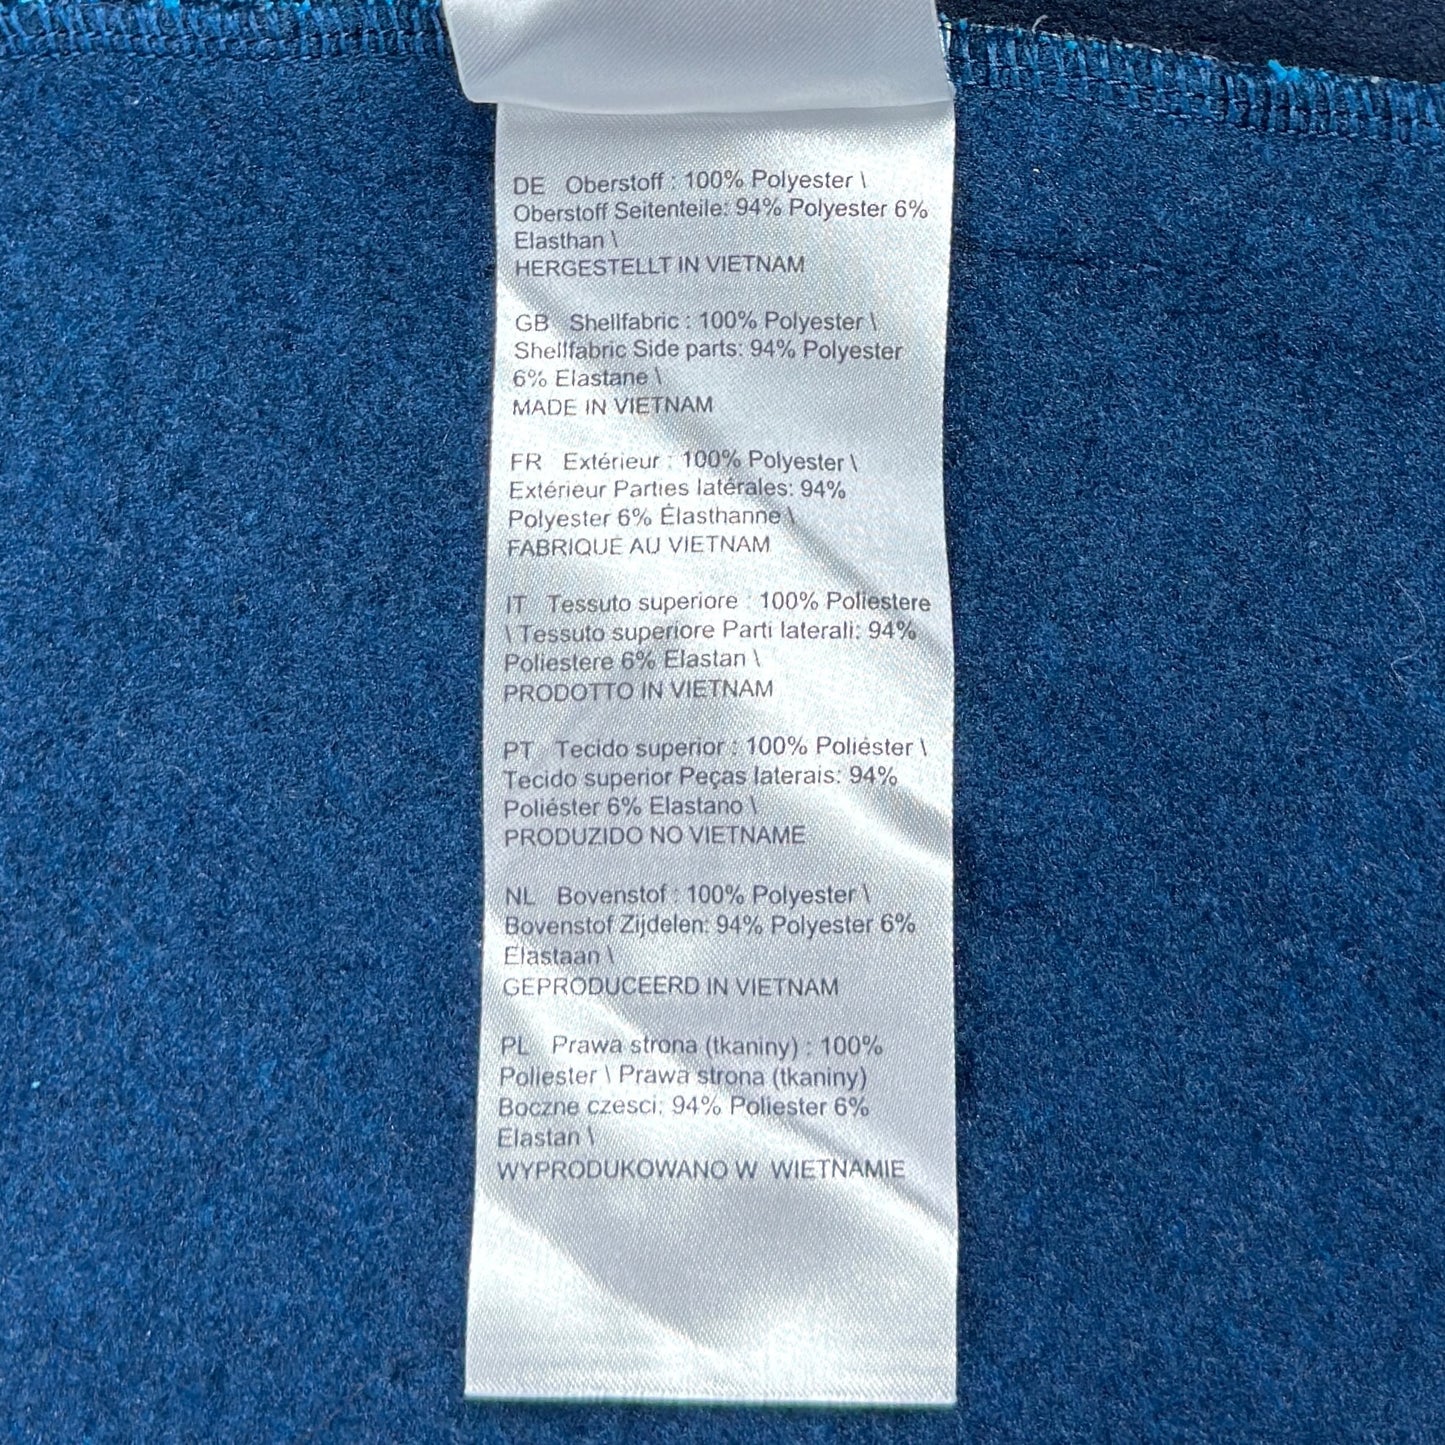 DE Oberstoff : 100% Polyester \
Oberstoff Seitenteile: 94% Polyester 6%
Elasthan \
HERGESTELLT IN VIETNAM
GB Shellfabric : 100% Polyester \
Shellfabric Side parts: 94% Polyester
6% Elastane \
MADE IN VIETNAM
FR Extérieur : 100% Polyester \
Extérieur Parties latérales: 94%
Polyester 6% Élasthanne \
FABRIQUÉ AU VIETNAM
IT Tessuto superiore : 100% Poliestere
\ Tessuto superiore Parti laterali: 94%
Poliestere 6% Elastan \
PRODOTTO IN VIETNAM
PT Tecido superior : 100% Poliéster \
Tecido superior Peças laterais: 94%
Poliéster 6% Elastano \
PRODUZIDO NO VIETNAME
NL Bovenstof : 100% Polyester \
Bovenstof Zijdelen: 94% Polyester 6%
Elastaan \
GEPRODUCEERD IN VIETNAM
PL Prawa strona (tkaniny) : 100%
Poliester \ Prawa strona (tkaniny)
Boczne czesci: 94% Poliester 6%
Elastan \
WYPRODUKOWANO W WIETNAMIE